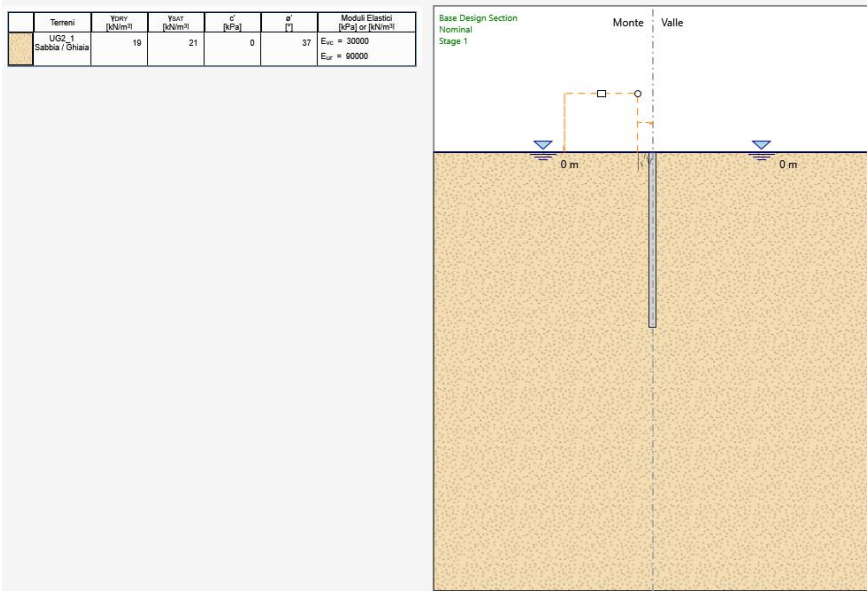 Terreni γDRY [kN/m³] γSAT [kN/m³] c' [kPa] ø' [°] Moduli Elastici [kPa] or [kN/m³]
UG2_1 Sabbia / Ghiaia 19 21 0 37 Evc = 30000
Eur = 90000
Base Design Section
Nominal
Stage 1
Monte Valle
0 m 0 m